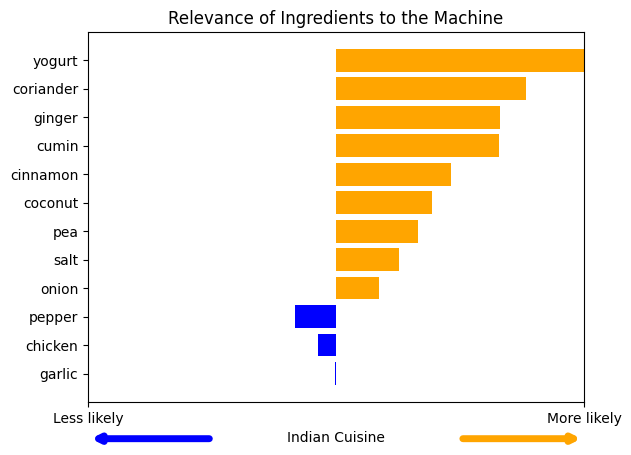 Relevance of Ingredients to the Machine
yogurt
coriander
ginger
cumin
cinnamon
coconut
pea
salt
onion
pepper
chicken
garlic
Less likely
More likely
Indian Cuisine